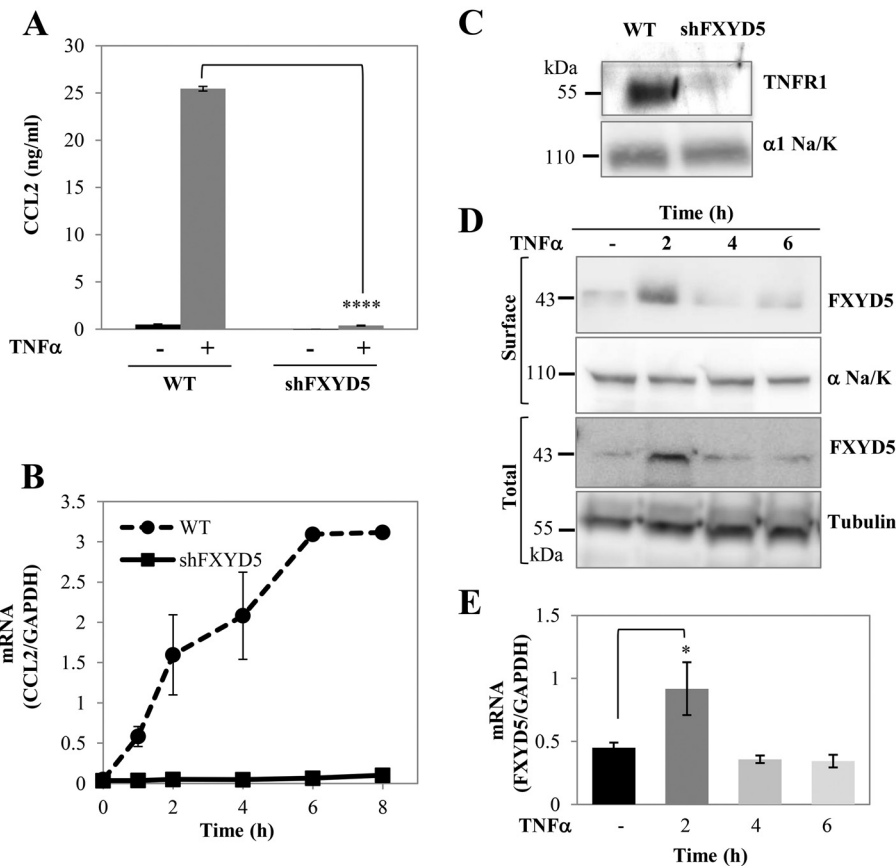 A
30
25
20
15
10
5
0
CCL2 (ng/ml)
****
TNFα - + - +
WT shFXYD5
B
3.5
3
2.5
2
1.5
1
0.5
0
mRNA
(CCL2/GAPDH)
WT
shFXYD5
0 2 4 6 8
Time (h)
C
WT shFXYD5
kDa
55
TNFR1
110
α1 Na/K
D
Time (h)
TNFα - 2 4 6
Surface
43
FXYD5
110
α Na/K
Total
43
FXYD5
55
Tubulin
kDa
E
1.5
1
0.5
0
mRNA
(FXYD5/GAPDH)
*
TNFα - 2 4 6
Time (h)